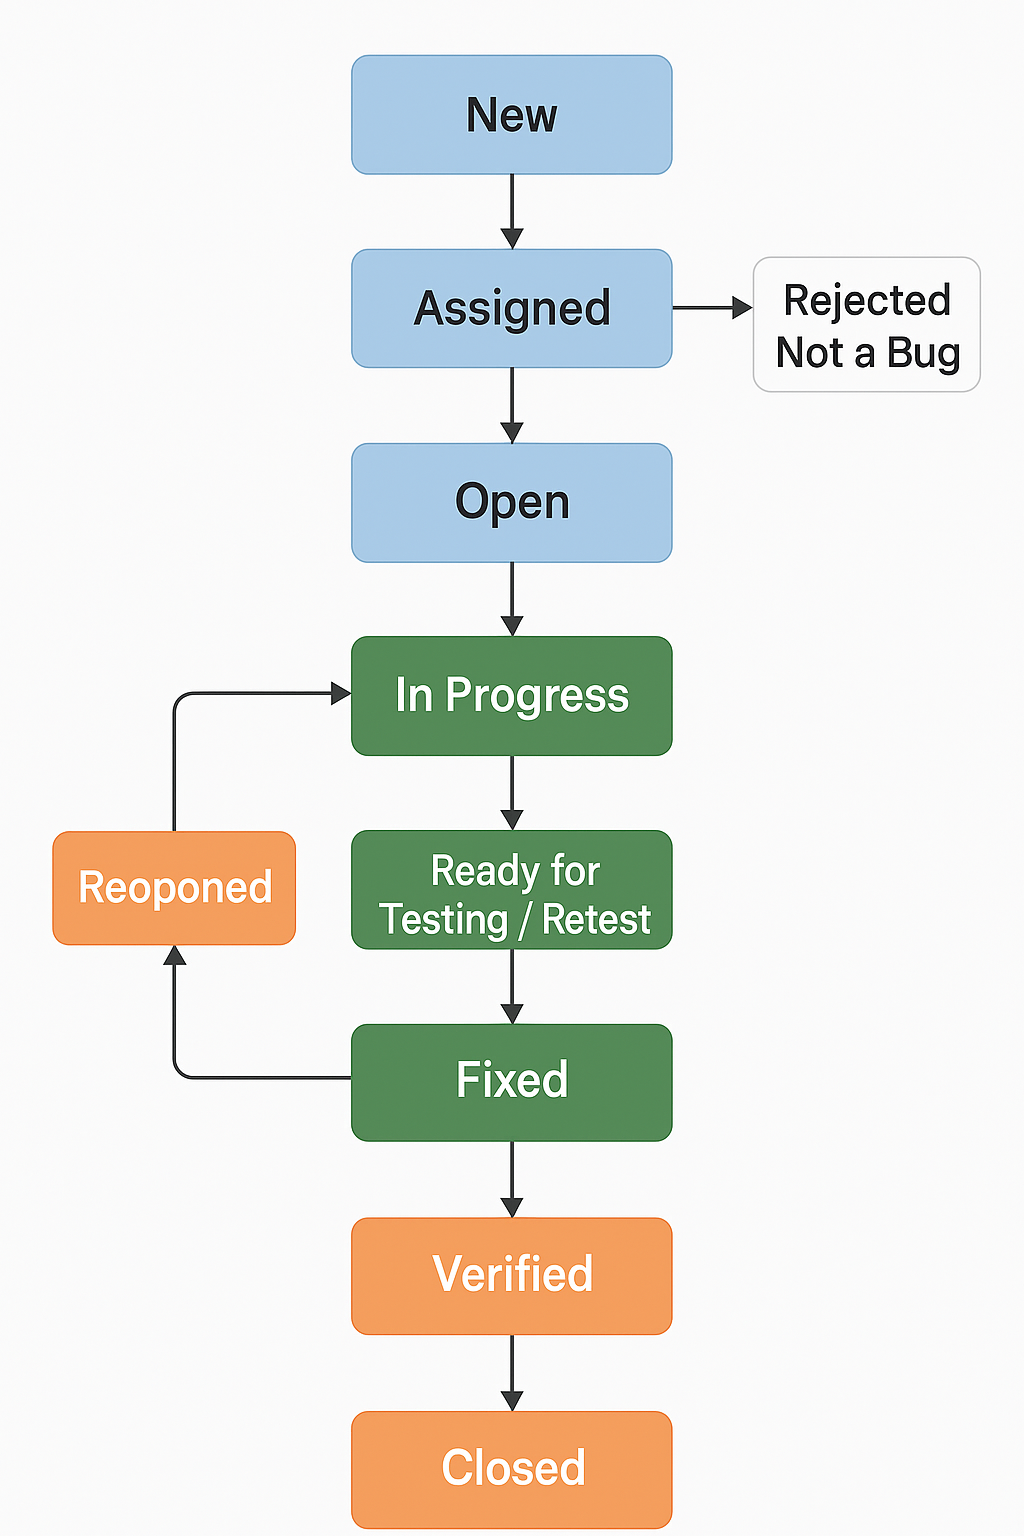 New
Assigned
Rejected
Not a Bug
Open
In Progress
Reoponed
Ready for
Testing / Retest
Fixed
Verified
Closed